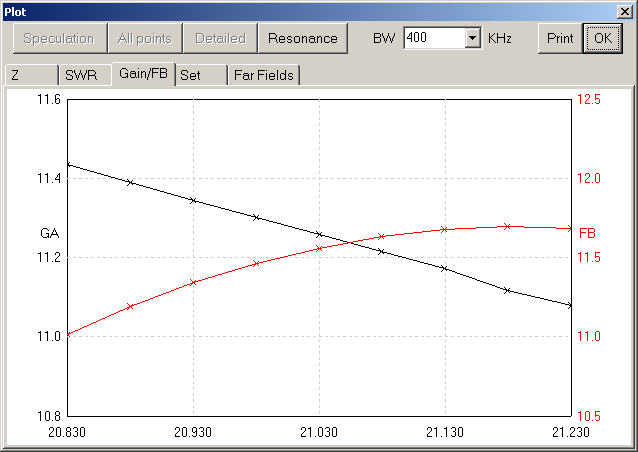 Plot
Speculation All points Detailed Resonance BW 400 KHz Print OK
Z SWR Gain/FB Set Far Fields
11.6 12.5
11.4 12.0
GA FB
11.2 11.5
11.0 11.0
10.8 10.5
20.830 20.930 21.030 21.130 21.230